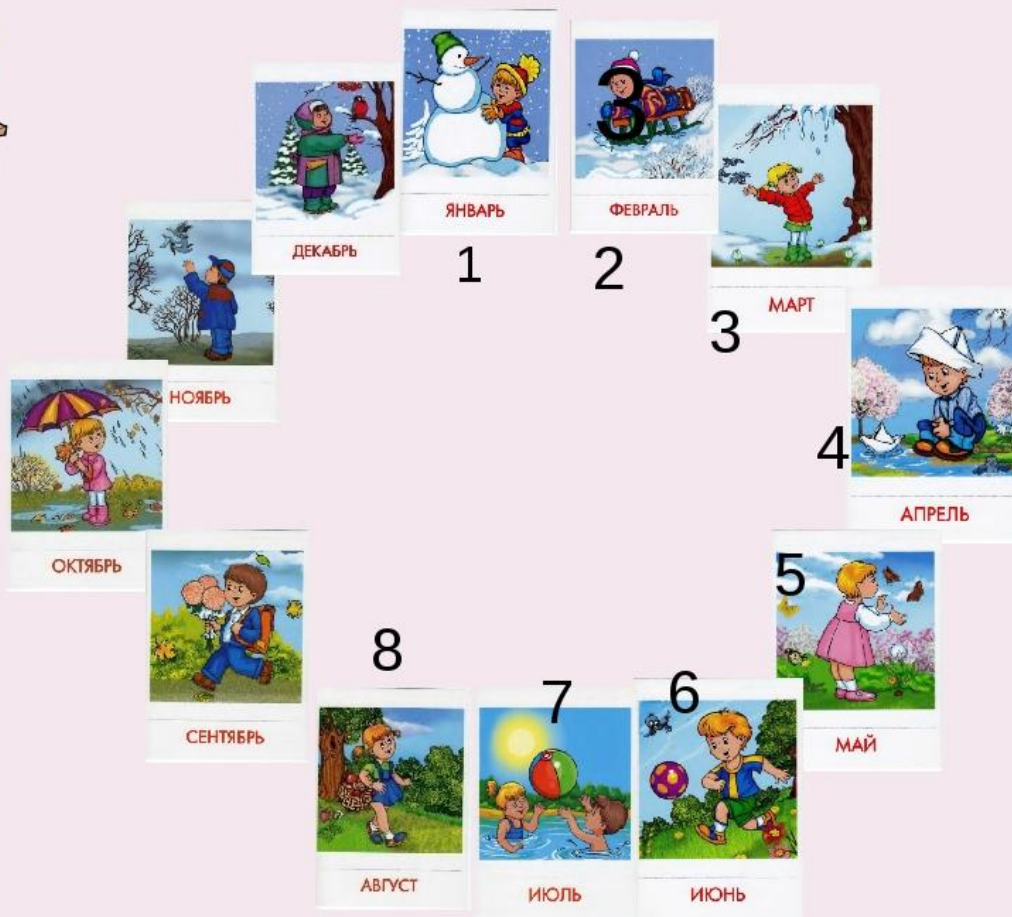 ЯНВАРЬ
1
ФЕВРАЛЬ
3
2
МАРТ
3
АПРЕЛЬ
4
МАЙ
5
ИЮНЬ
6
ИЮЛЬ
7
АВГУСТ
8
СЕНТЯБРЬ
ОКТЯБРЬ
НОЯБРЬ
ДЕКАБРЬ